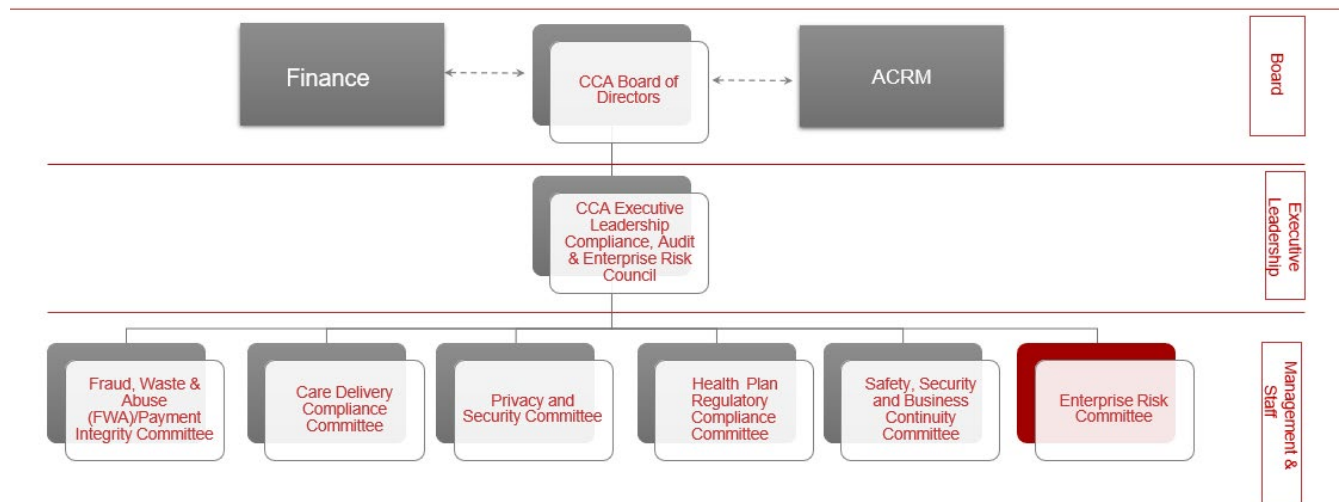 Finance
CCA Board of
Directors
ACRM
Board
CCA Executive
Leadership
Compliance, Audit
& Enterprise Risk
Council
Executive
Leadership
Fraud, Waste &
Abuse
(FWA)/Payment
Integrity Committee
Care Delivery
Compliance
Committee
Privacy and
Security Committee
Health Plan
Regulatory
Compliance
Committee
Safety, Security
and Business
Continuity
Committee
Enterprise Risk
Committee
Management &
Staff